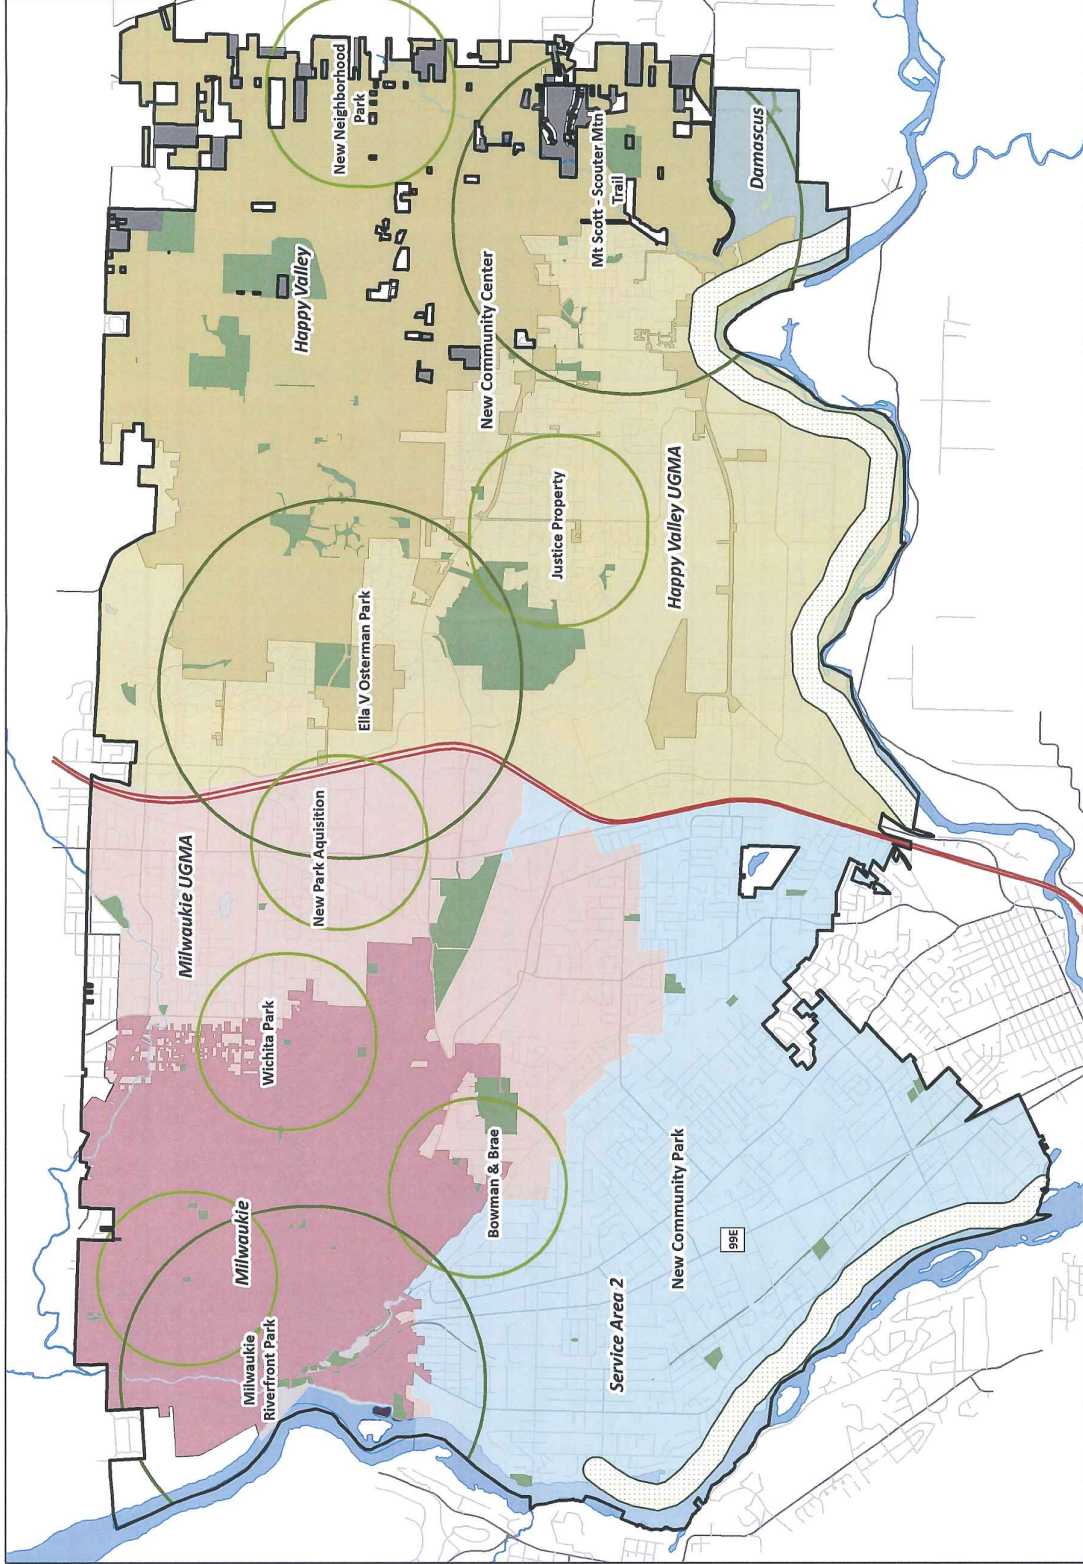 Milwaukie
Riverfront Park
Milwaukie
Service Area 2
99E
New Community Park
Bowman & Brae
Wichita Park
Milwaukie UGMA
New Park Aquisition
Ella V Osterman Park
Justice Property
Happy Valley UGMA
New Community Center
Happy Valley
New Neighborhood
Park
Mt Scott - Scouter Mtn
Trail
Damascus